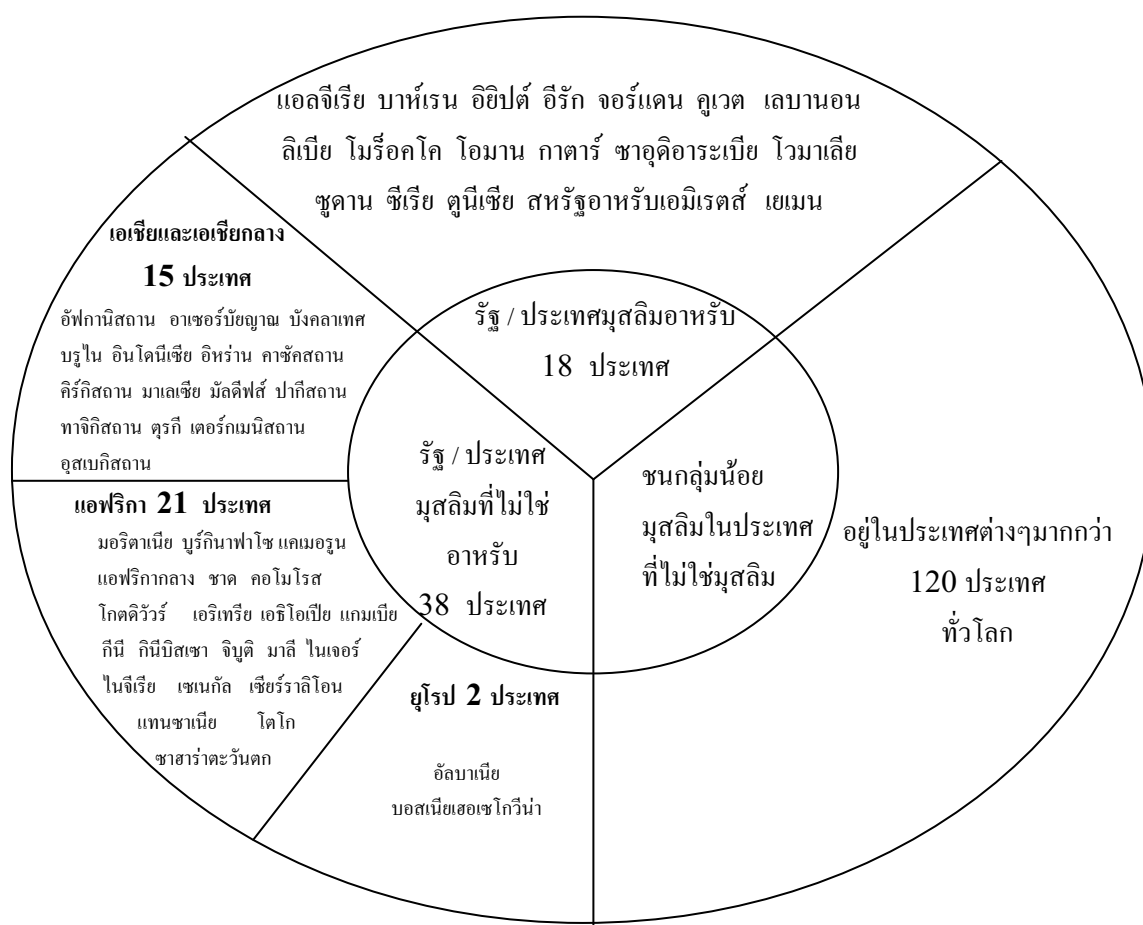 แอลจีเรีย บาห์เรน อิยิปต์ อีรัก จอร์แดน คูเวต เลบานอน
ลิเบีย โมร็อคโค โอมาน กาตาร์ ซาอุดิอาระเบีย โวมาเลีย
ซูดาน ซีเรีย ตูนีเซีย สหรัฐอาหรับเอมิเรตส์ เยเมน
รัฐ / ประเทศมุสลิมอาหรับ
18 ประเทศ
เอเชียและเอเชียกลาง
15 ประเทศ
อัฟกานิสถาน อาเซอร์บัยญาณ บังคลาเทศ
บรูไน อินโดนีเซีย อิหร่าน คาซัคสถาน
คิร์กิสถาน มาเลเซีย มัลดีฟส์ ปากีสถาน
ทาจิกิสถาน ตุรกี เตอร์กเมนิสถาน
อุสเบกิสถาน
รัฐ / ประเทศ
มุสลิมที่ไม่ใช่
อาหรับ
38 ประเทศ
แอฟริกา 21 ประเทศ
มอริตาเนีย บูร์กินาฟาโซ แคเมอรูน
แอฟริกากลาง ชาด คอโมโรส
โกตดิวัวร์ เอริเทรีย เอธิโอเปีย แกมเบีย
กีนี กินีบิสเซา จิบูติ มาลี ไนเจอร์
ไนจีเรีย เซเนกัล เซียร์ราลิโอน
แทนซาเนีย โตโก
ซาฮาร่าตะวันตก
ยุโรป 2 ประเทศ
อัลบาเนีย
บอสเนียเฮอเซโกวีน่า
ชนกลุ่มน้อย
มุสลิมในประเทศ
ที่ไม่ใช่มุสลิม
อยู่ในประเทศต่างๆมากกว่า
120 ประเทศ
ทั่วโลก